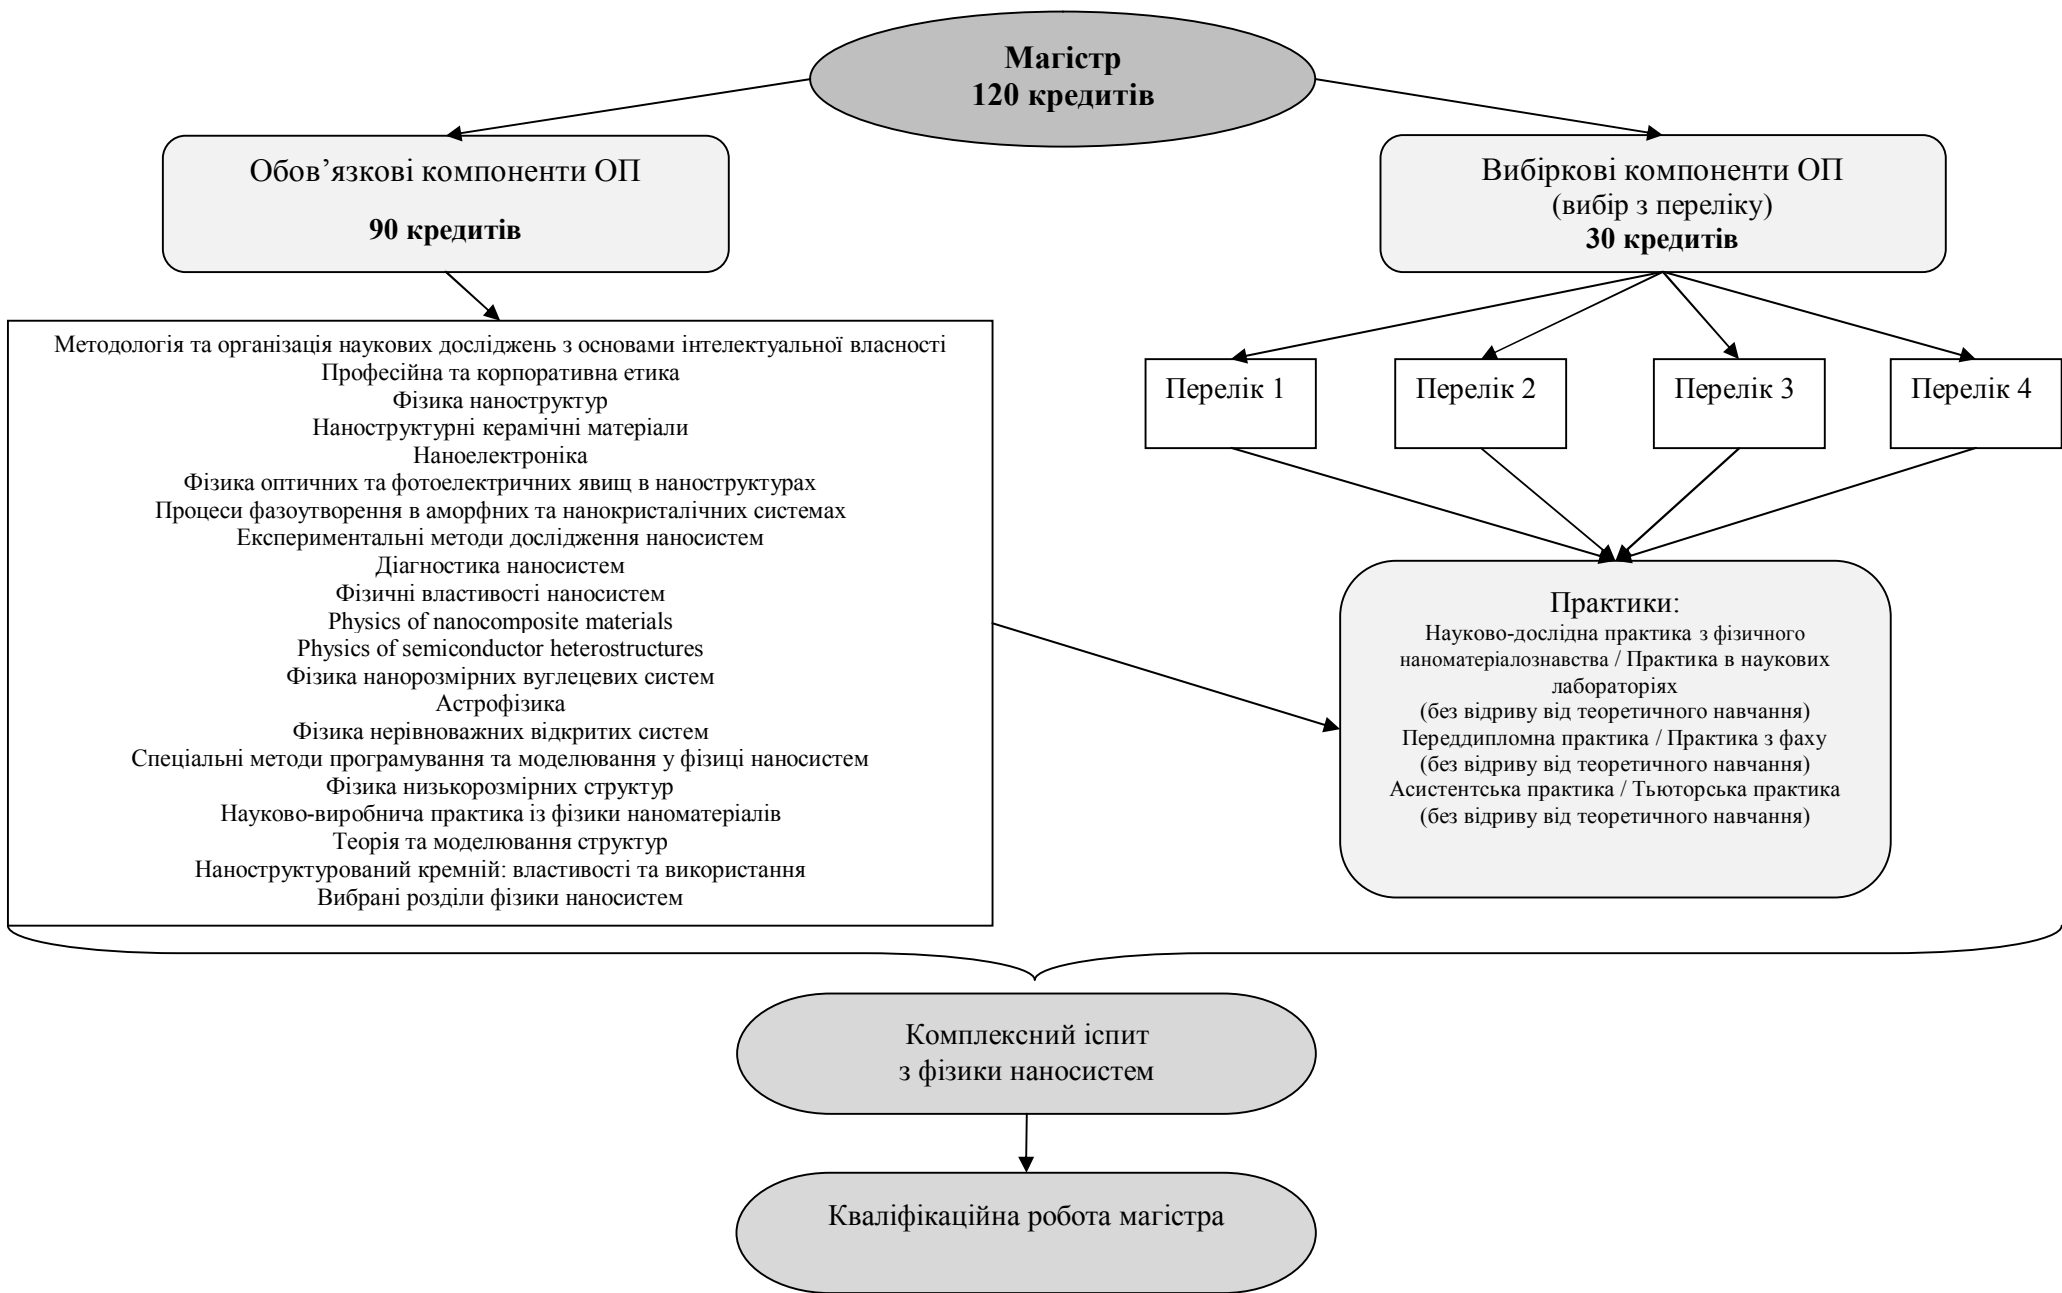 Магістр
120 кредитів
Обов’язкові компоненти ОП
90 кредитів
Вибіркові компоненти ОП
(вибір з переліку)
30 кредитів
Методологія та організація наукових досліджень з основами інтелектуальної власності
Професійна та корпоративна етика
Фізика наноструктур
Наноструктурні керамічні матеріали
Наноелектроніка
Фізика оптичних та фотоелектричних явищ в наноструктурах
Процеси фазоутворення в аморфних та нанокристалічних системах
Експериментальні методи дослідження наносистем
Діагностика наносистем
Фізичні властивості наносистем
Physics of nanocomposite materials
Physics of semiconductor heterostructures
Фізика нанорозмірних вуглецевих систем
Астрофізика
Фізика нерівноважних відкритих систем
Спеціальні методи програмування та моделювання у фізиці наносистем
Фізика низькорозмірних структур
Науково-виробнича практика із фізики наноматеріалів
Теорія та моделювання структур
Наноструктурований кремній: властивості та використання
Вибрані розділи фізики наносистем
Перелік 1
Перелік 2
Перелік 3
Перелік 4
Практики:
Науково-дослідна практика з фізичного
наноматеріалознавства / Практика в наукових
лабораторіях
(без відриву від теоретичного навчання)
Переддипломна практика / Практика з фаху
(без відриву від теоретичного навчання)
Асистентська практика / Тьюторська практика
(без відриву від теоретичного навчання)
Комплексний іспит
з фізики наносистем
Кваліфікаційна робота магістра